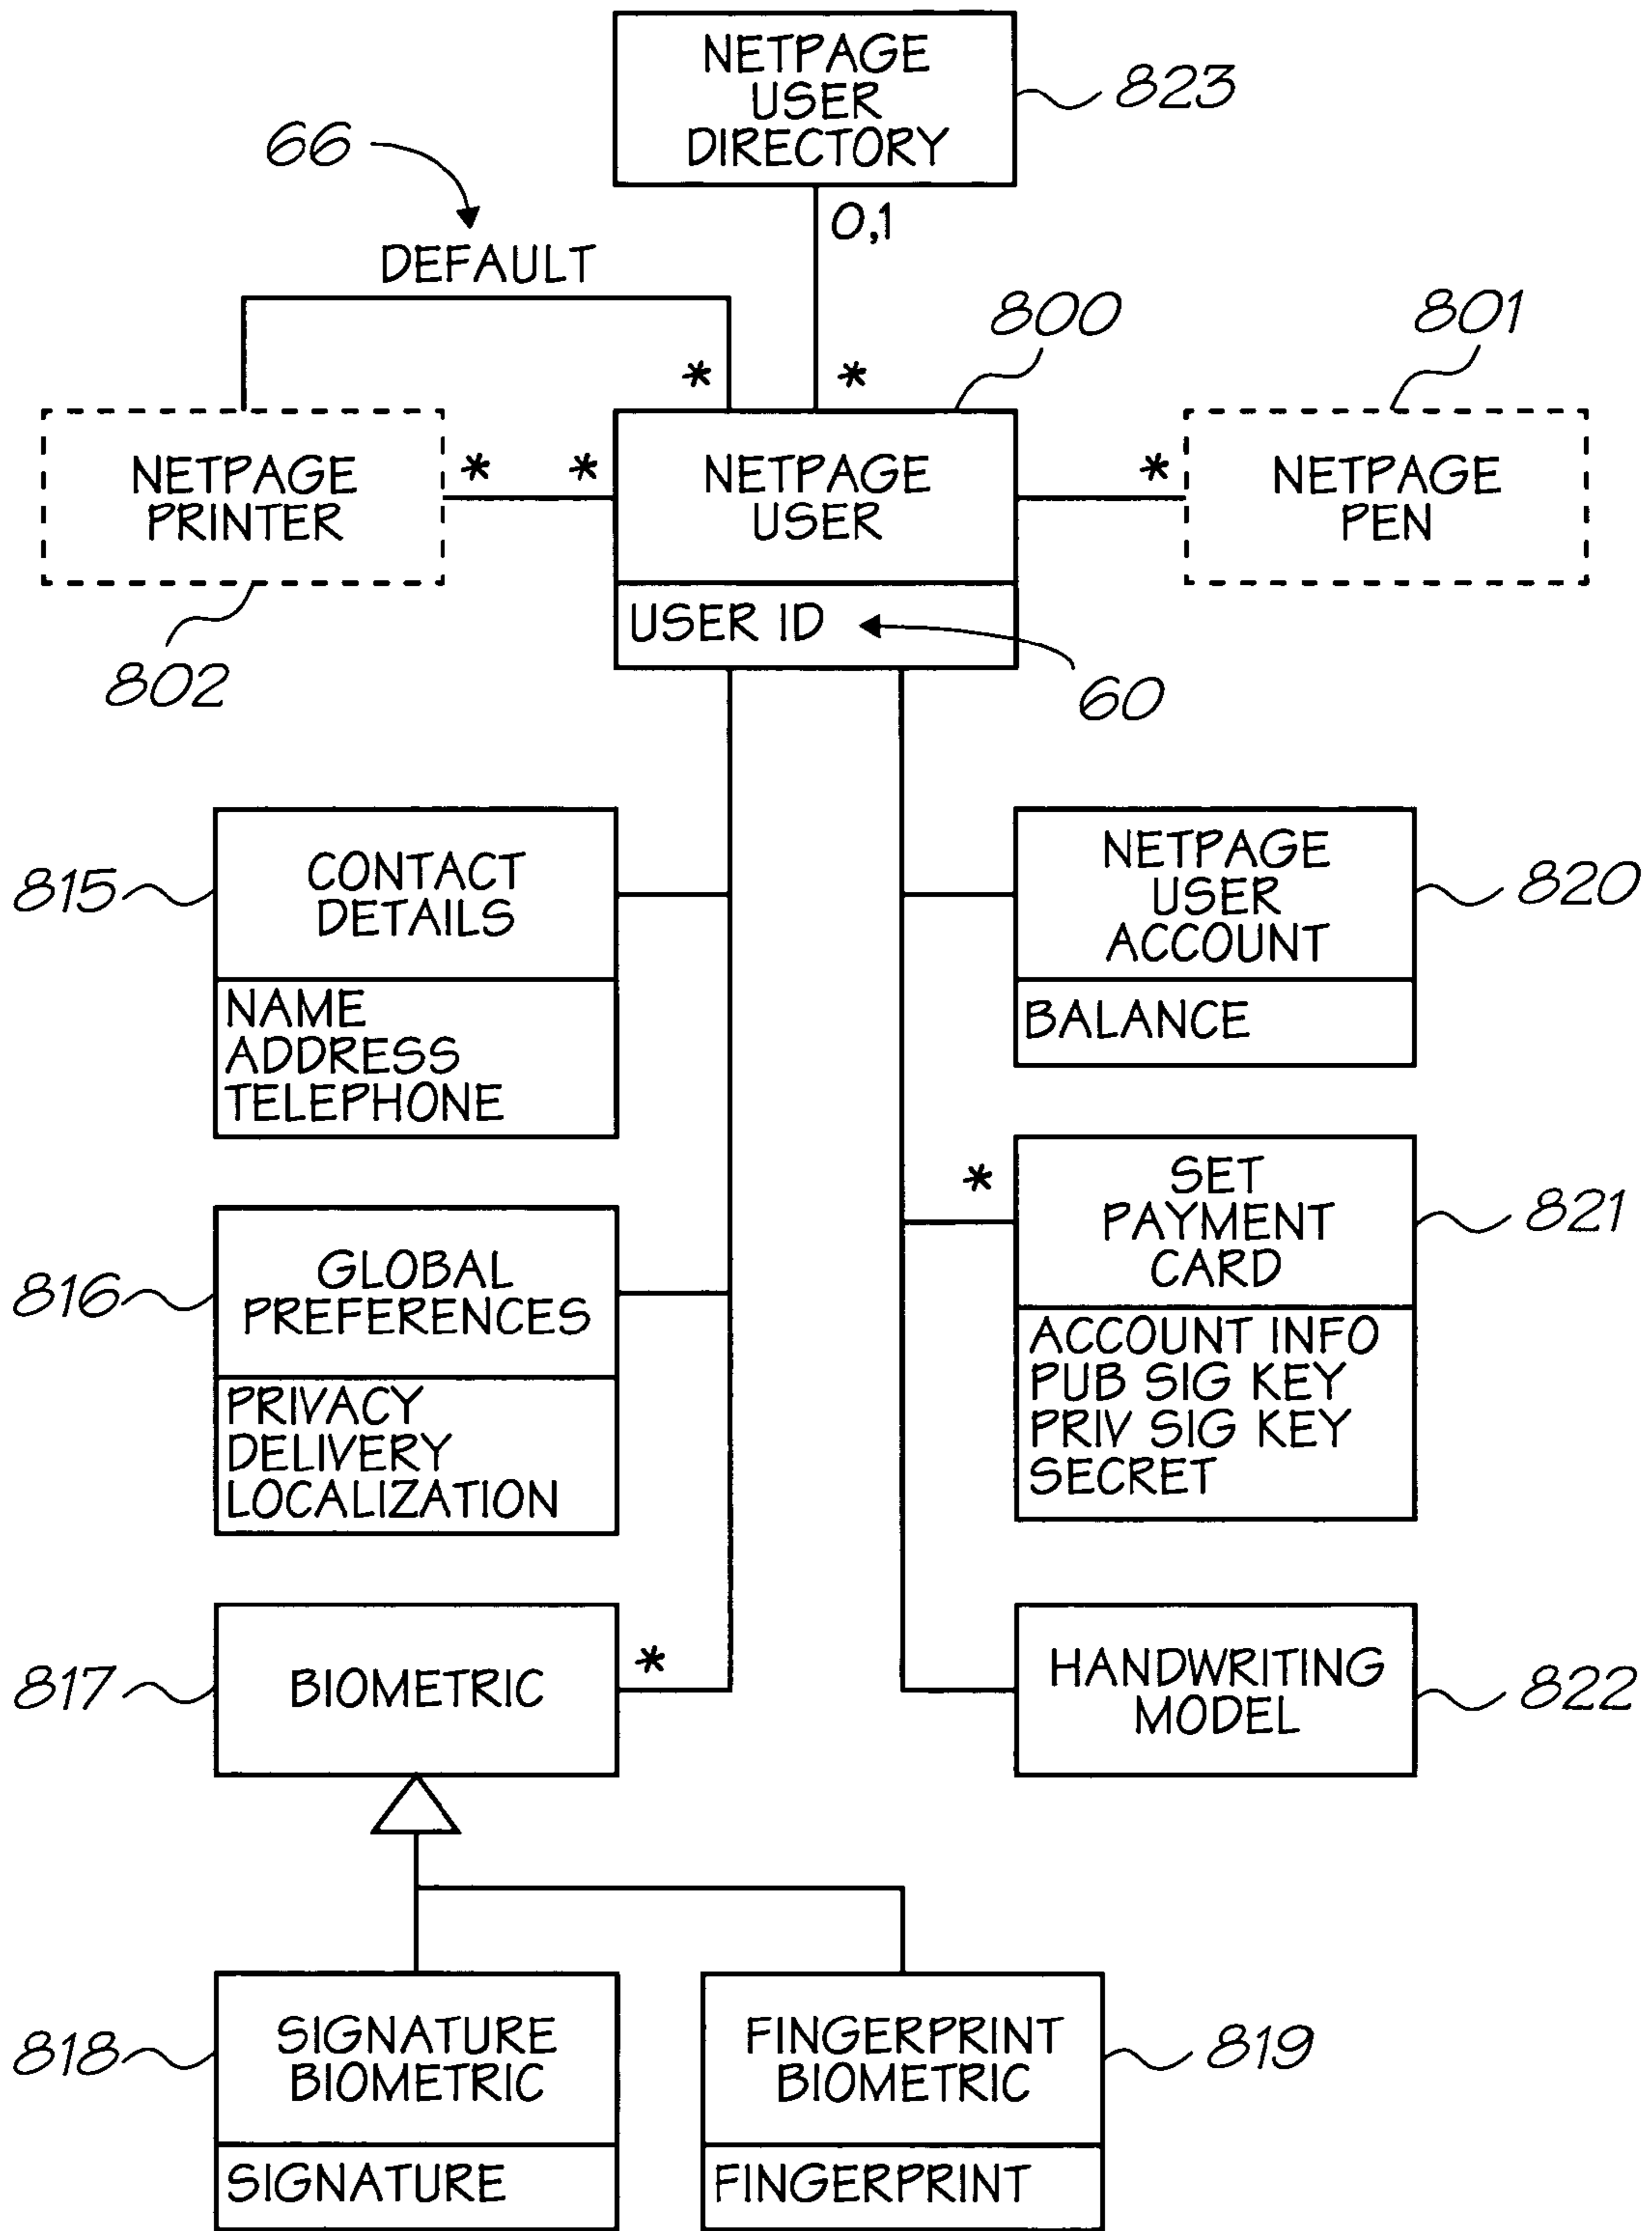 NETPAGE
USER
DIRECTORY
823
66
DEFAULT
0,1
800
801
*
*
NETPAGE
PRINTER
*
*
NETPAGE
USER
*
NETPAGE
PEN
USER ID
802
60
815
CONTACT
DETAILS
NAME
ADDRESS
TELEPHONE
NETPAGE
USER
ACCOUNT
820
BALANCE
816
GLOBAL
PREFERENCES
PRIVACY
DELIVERY
LOCALIZATION
*
SET
PAYMENT
CARD
821
ACCOUNT INFO
PUB SIG KEY
PRIV SIG KEY
SECRET
817
BIOMETRIC
*
HANDWRITING
MODEL
822
818
SIGNATURE
BIOMETRIC
SIGNATURE
FINGERPRINT
BIOMETRIC
819
FINGERPRINT